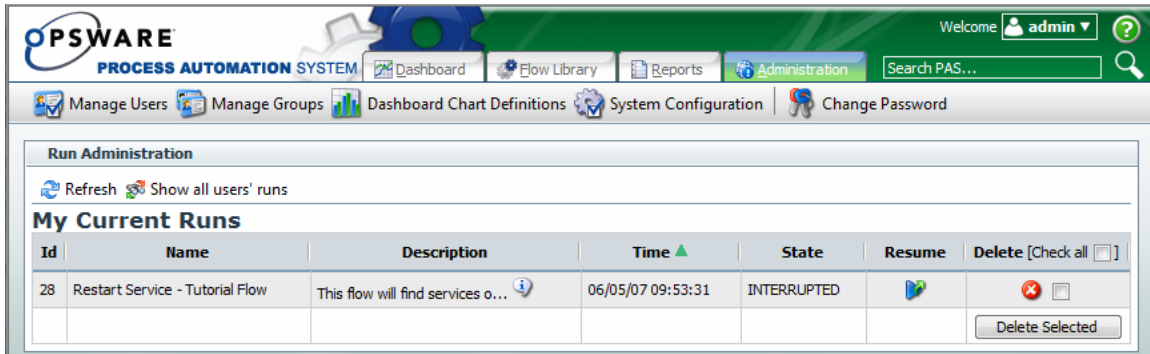 Welcome admin ▼
OPSWARE
PROCESS AUTOMATION SYSTEM Dashboard Flow Library Reports Administration Search PAS...
Manage Users Manage Groups Dashboard Chart Definitions System Configuration Change Password
Run Administration
Refresh Show all users' runs
My Current Runs
Id Name Description Time ▲ State Resume Delete [Check all ]
28 Restart Service - Tutorial Flow This flow will find services o... 06/05/07 09:53:31 INTERRUPTED
Delete Selected